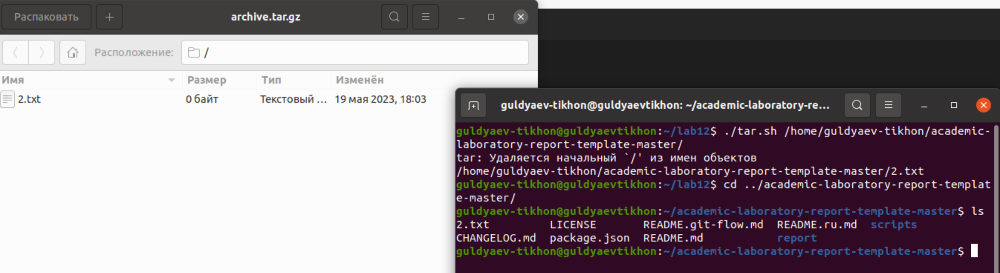 Распаковать
archive.tar.gz
Расположение:
/
Имя Размер Тип Изменён
2.txt 0 байт Текстовый ... 19 мая 2023, 18:03
guldyaev-tikhon@guldyaevtikhon: ~/academic-laboratory-re...
guldyaev-tikhon@guldyaevtikhon:~/lab12$ ./tar.sh /home/guldyaev-tikhon/academic-
laboratory-report-template-master/
tar: Удаляется начальный `/' из имен объектов
/home/guldyaev-tikhon/academic-laboratory-report-template-master/2.txt
guldyaev-tikhon@guldyaevtikhon:~/lab12$ cd ../academic-laboratory-report-templat
e-master/
guldyaev-tikhon@guldyaevtikhon:~/academic-laboratory-report-template-master$ ls
2.txt LICENSE README.git-flow.md README.ru.md scripts
CHANGELOG.md package.json README.md report
guldyaev-tikhon@guldyaevtikhon:~/academic-laboratory-report-template-master$